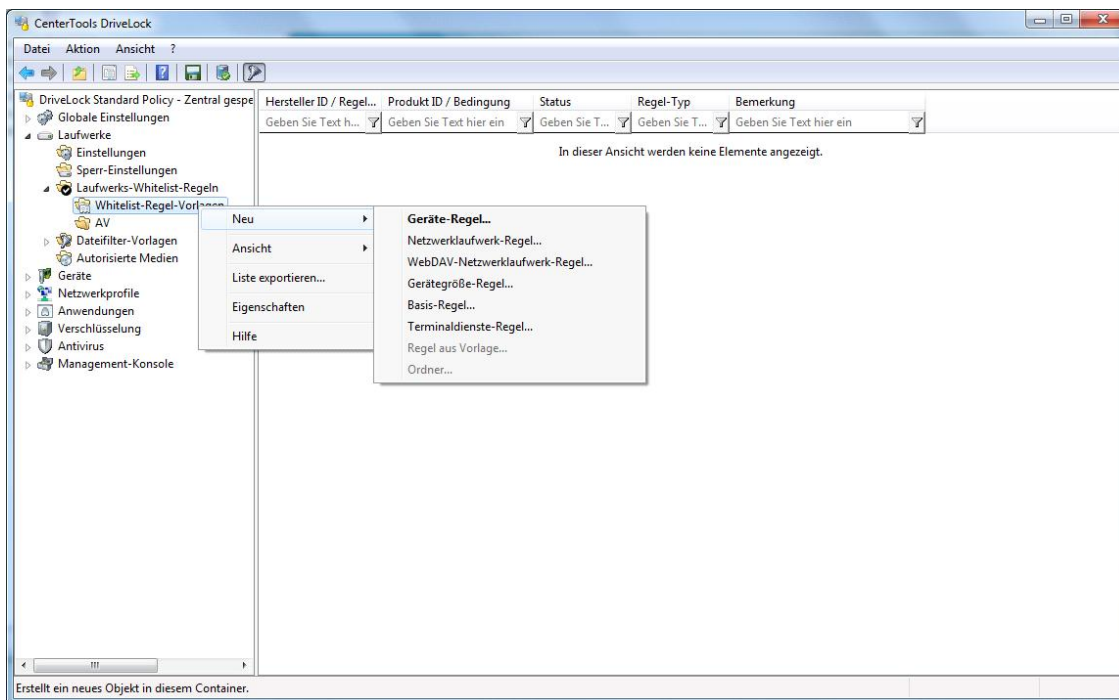 CenterTools DriveLock
Datei Aktion Ansicht ?
DriveLock Standard Policy - Zentral gespe
Globale Einstellungen
Laufwerke
Einstellungen
Sperr-Einstellungen
Laufwerks-Whitelist-Regeln
Whitelist-Regel-Vorlagen
AV
Dateifilter-Vorlagen
Autorisierte Medien
Geräte
Netzwerkprofile
Anwendungen
Verschlüsselung
Antivirus
Management-Konsole
Hersteller ID / Regel... Produkt ID / Bedingung Status Regel-Typ Bemerkung
Geben Sie Text h... Geben Sie Text hier ein Geben Sie T... Geben Sie T... Geben Sie Text hier ein
In dieser Ansicht werden keine Elemente angezeigt.
Neu
Ansicht
Liste exportieren...
Eigenschaften
Hilfe
Geräte-Regel...
Netzwerklaufwerk-Regel...
WebDAV-Netzwerklaufwerk-Regel...
Gerätegröße-Regel...
Basis-Regel...
Terminaldienste-Regel...
Regel aus Vorlage...
Ordner...
Erstellt ein neues Objekt in diesem Container.